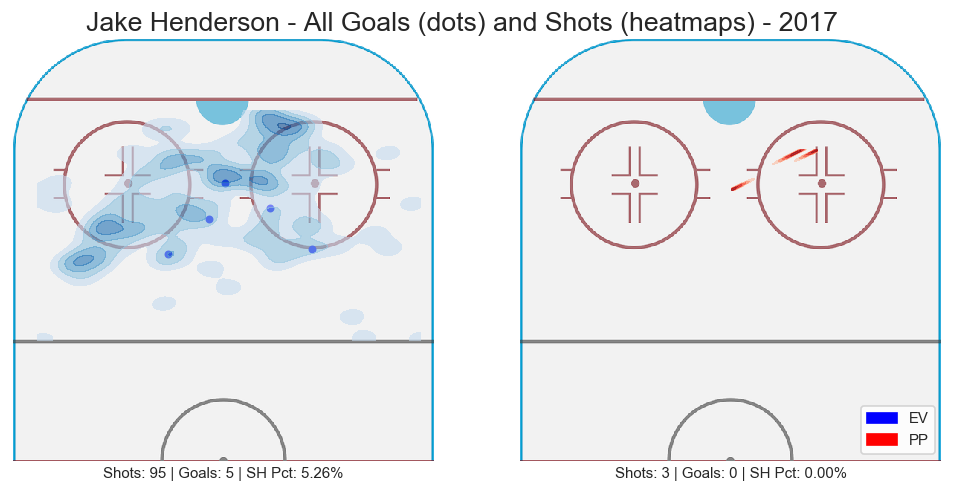 Jake Henderson - All Goals (dots) and Shots (heatmaps) - 2017
EV
PP
Shots: 95 | Goals: 5 | SH Pct: 5.26%
Shots: 3 | Goals: 0 | SH Pct: 0.00%